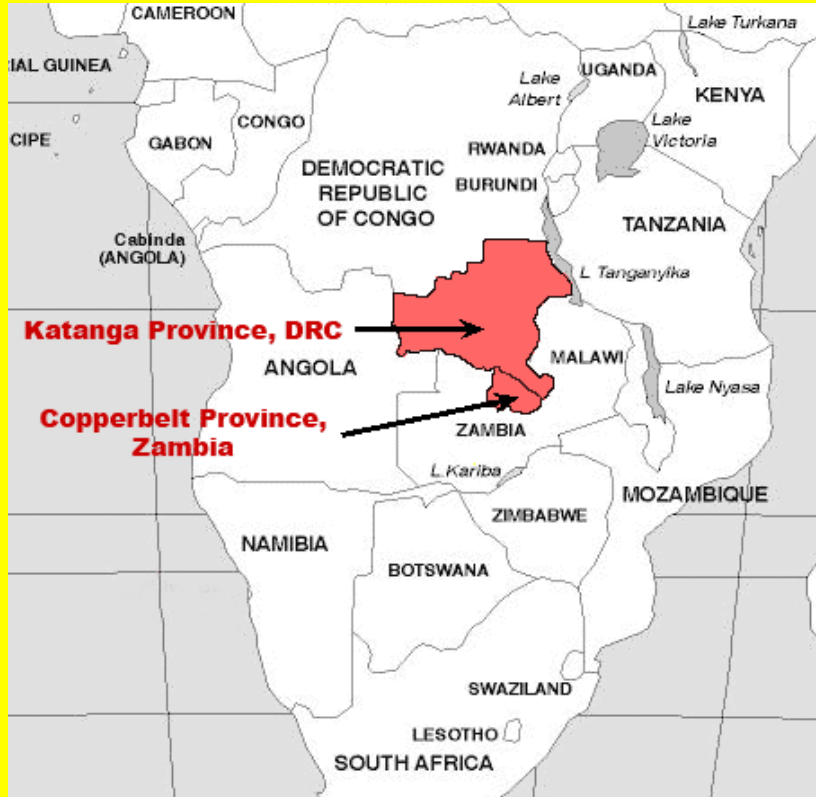 CAMEROON
Lake Turkana
IAL GUINEA
UGANDA
Lake
Albert
KENYA
CONGO
Lake
Victoria
CIPE
GABON
RWANDA
DEMOCRATIC
REPUBLIC
OF CONGO
BURUNDI
TANZANIA
Cabinda
(ANGOLA)
L. Tanganyika
Katanga Province, DRC
ANGOLA
MALAWI
Lake Nyasa
Copperbelt Province,
Zambia
ZAMBIA
L.Kariba
MOZAMBIQUE
ZIMBABWE
NAMIBIA
BOTSWANA
SWAZILAND
LESOTHO
SOUTH AFRICA